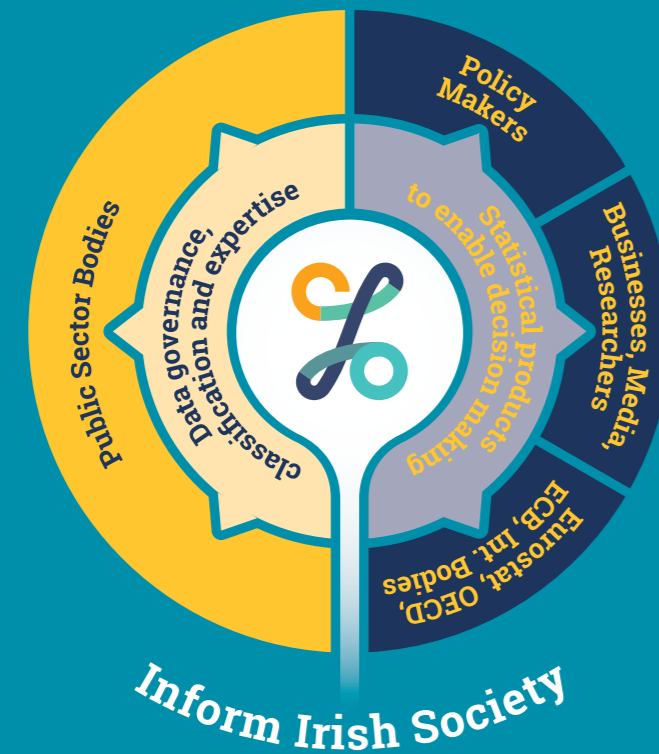 Public Sector Bodies
Data governance,
classification and expertise
Statistical products
to enable decision making
Policy
Makers
Businesses, Media,
Researchers
Eurostat, OECD,
ECB, Int. Bodies
Inform Irish Society